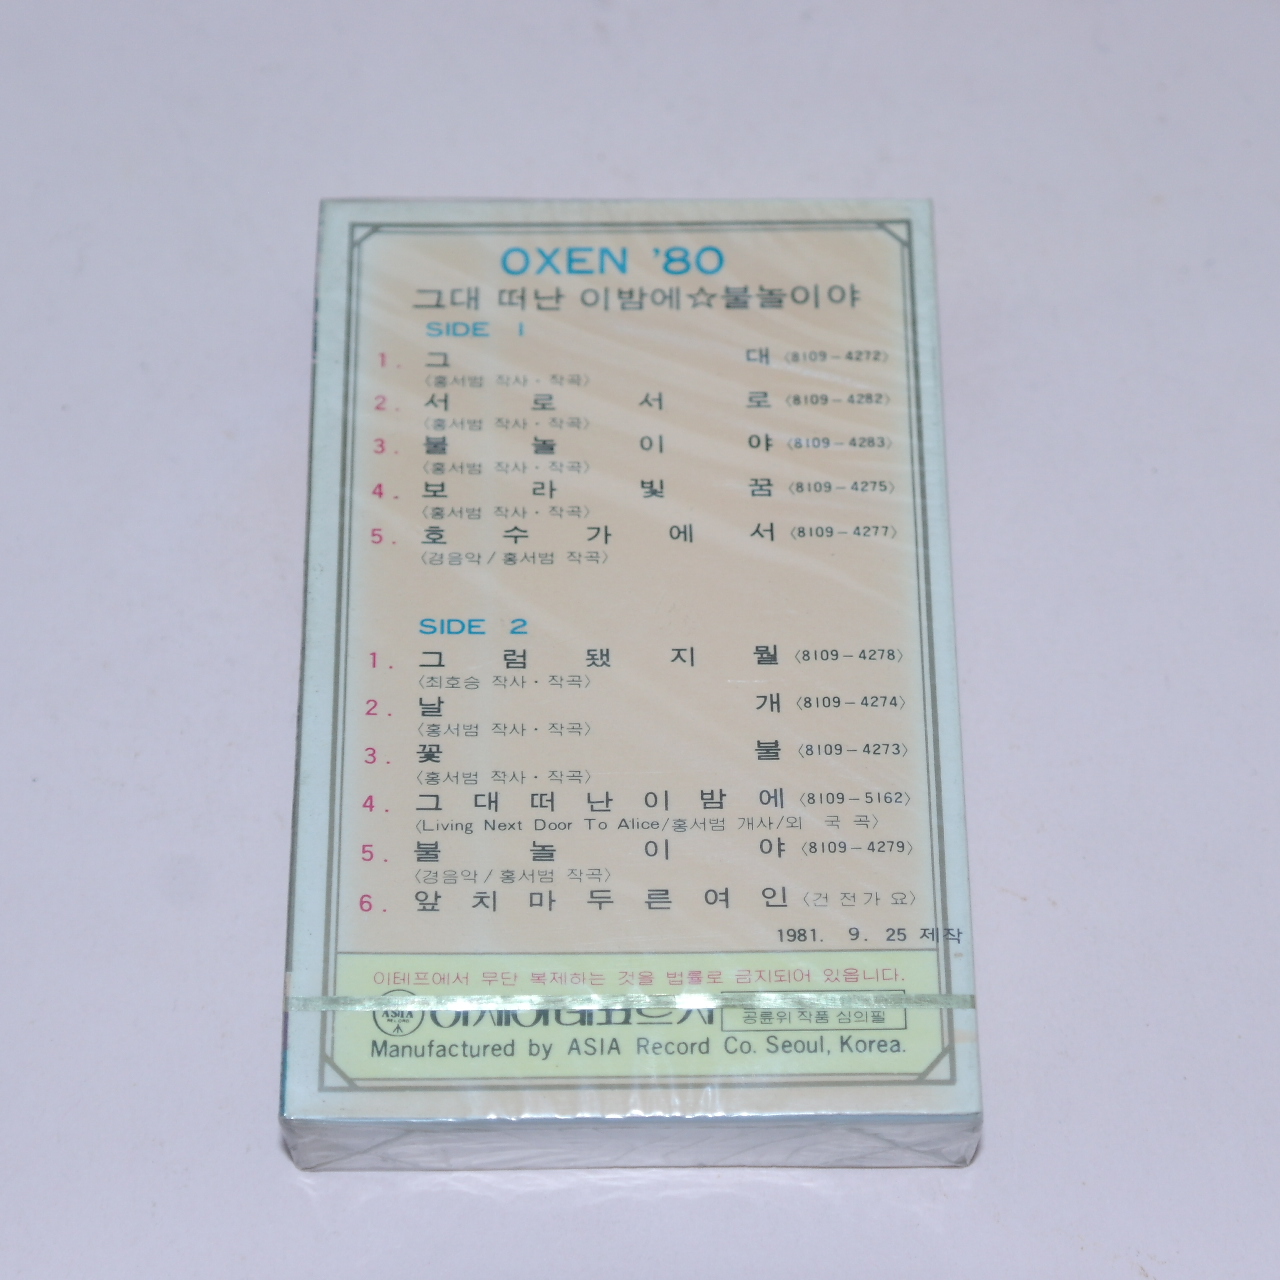 OXEN '80
그대 떠난 이밤에☆불놀이야
SIDE 1
1. 그 대 〈8109-4272〉
〈홍서범 작사·작곡〉
2. 서 로 서 로 〈8109-4282〉
〈홍서범 작사·작곡〉
3. 불 놀 이 야 〈8109-4283〉
〈홍서범 작사·작곡〉
4. 보 라 빛 꿈 〈8109-4275〉
〈홍서범 작사·작곡〉
5. 호 수 가 에 서 〈8109-4277〉
〈경음악/홍서범 작곡〉
SIDE 2
1. 그 럼 됐 지 뭘 〈8109-4278〉
〈최호승 작사·작곡〉
2. 날 개 〈8109-4274〉
〈홍서범 작사·작곡〉
3. 꽃 불 〈8109-4273〉
〈홍서범 작사·작곡〉
4. 그 대 떠 난 이 밤 에 〈8109-5162〉
〈Living Next Door To Alice/홍서범 개사/외 국 곡〉
5. 불 놀 이 야 〈8109-4279〉
〈경음악/홍서범 작곡〉
6. 앞 치 마 두 른 여 인 〈건 전 가 요〉
1981. 9. 25 제작
이테프에서 무단 복제하는 것을 법률로 금지되어 있읍니다.
ASIA
아세아레코드사
공륜위 작품 심의필
Manufactured by ASIA Record Co. Seoul, Korea.